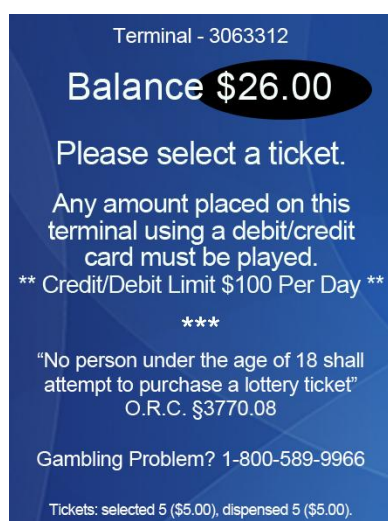 Terminal - 3063312
Balance $26.00
Please select a ticket.
Any amount placed on this
terminal using a debit/credit
card must be played.
** Credit/Debit Limit $100 Per Day **
***
“No person under the age of 18 shall
attempt to purchase a lottery ticket”
O.R.C. §3770.08
Gambling Problem? 1-800-589-9966
Tickets: selected 5 ($5.00), dispensed 5 ($5.00).